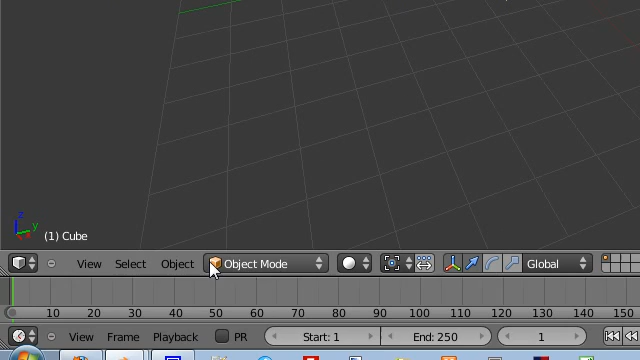 z
y
(1) Cube
View Select Object Object Mode Global
10 20 30 40 50 60 70 80 90 100 110 120 130 140 150
View Frame Playback PR Start: 1 End: 250 1